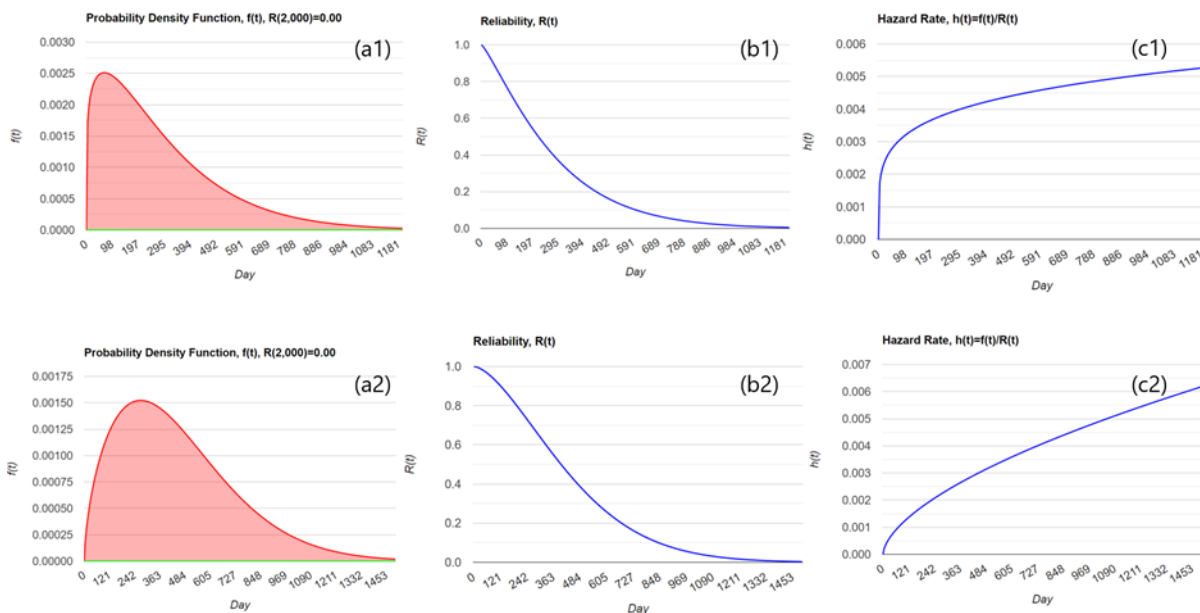 Probability Density Function, f(t), R(2,000)=0.00
(a1)
0.0030
0.0025
0.0020
0.0015
0.0010
0.0005
0.0000
f(t)
0 98 197 295 394 492 591 689 788 886 984 1083 1181
Day
Reliability, R(t)
(b1)
1.0
0.8
0.6
0.4
0.2
0.0
R(t)
0 98 197 295 394 492 591 689 788 886 984 1083 1181
Day
Hazard Rate, h(t)=f(t)/R(t)
(c1)
0.006
0.005
0.004
0.003
0.002
0.001
0.000
h(t)
0 98 197 295 394 492 591 689 788 886 984 1083 1181
Day
Probability Density Function, f(t), R(2,000)=0.00
(a2)
0.00175
0.00150
0.00125
0.00100
0.00075
0.00050
0.00025
0.00000
f(t)
0 121 242 363 484 605 727 848 969 1090 1211 1332 1453
Day
Reliability, R(t)
(b2)
1.0
0.8
0.6
0.4
0.2
0.0
R(t)
0 121 242 363 484 605 727 848 969 1090 1211 1332 1453
Day
Hazard Rate, h(t)=f(t)/R(t)
(c2)
0.007
0.006
0.005
0.004
0.003
0.002
0.001
0.000
h(t)
0 121 242 363 484 605 727 848 969 1090 1211 1332 1453
Day